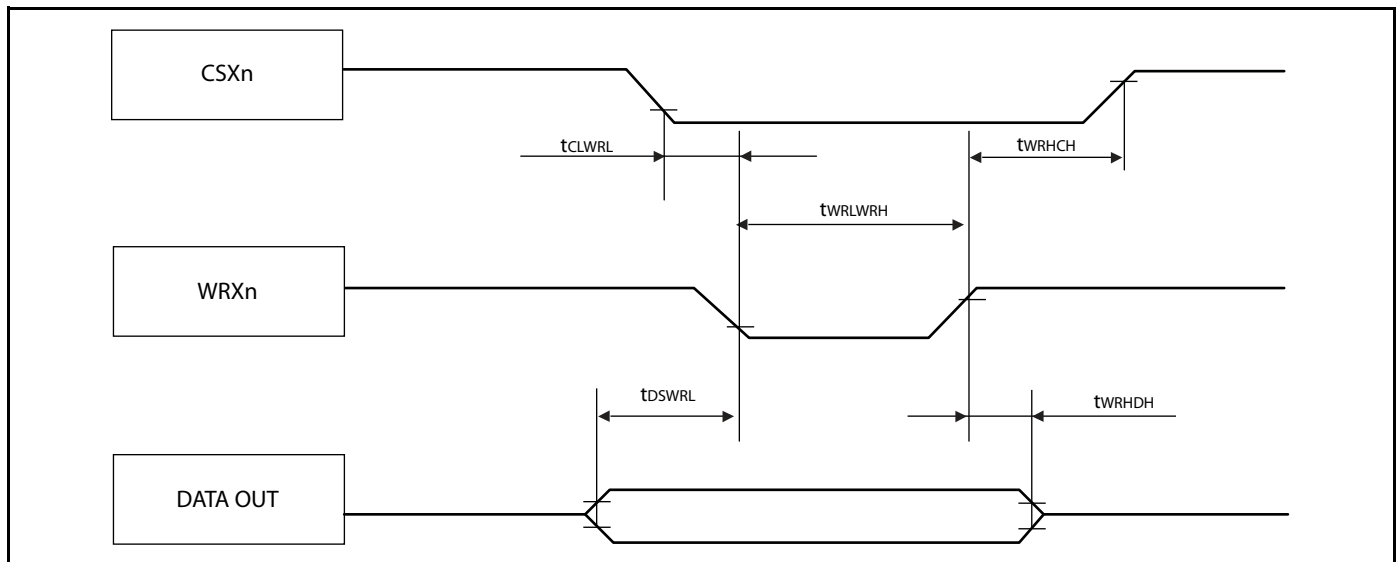 CSXn
tCLWRL
tWRHCH
tWRLWRH
WRXn
tDSWRL
tWRHDH
DATA OUT